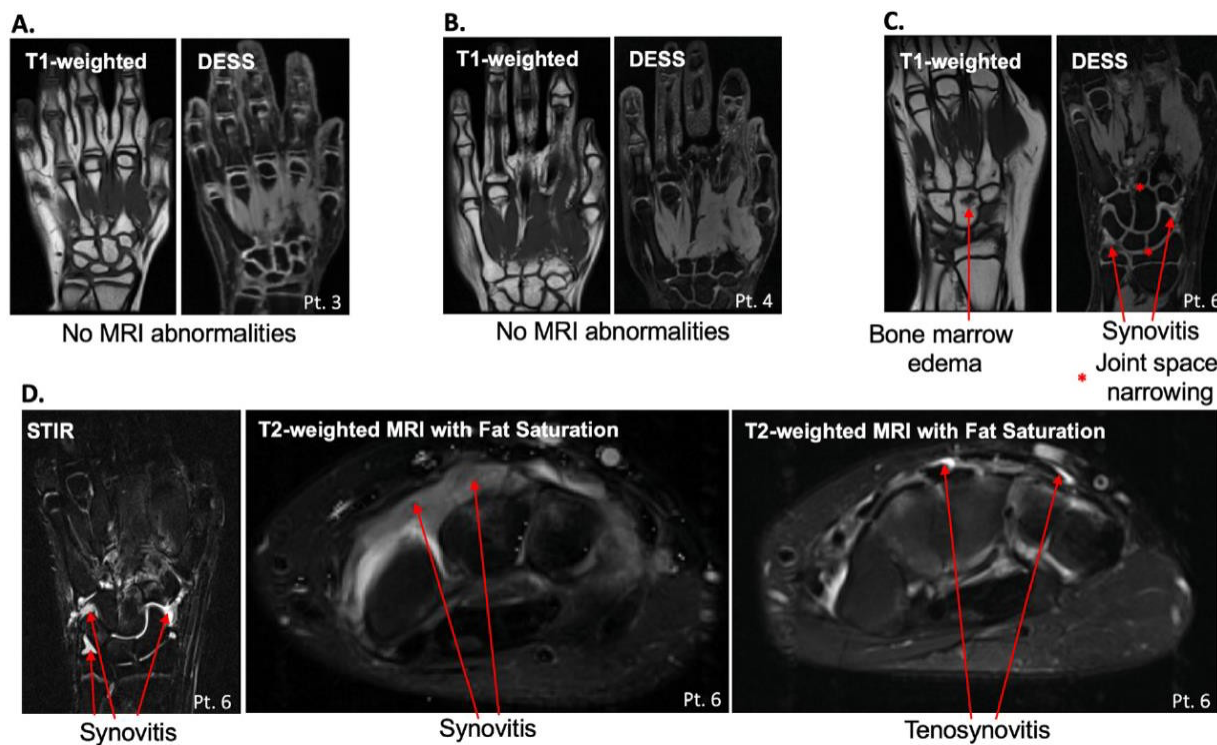 A.
T1-weighted
DESS
Pt. 3
No MRI abnormalities
B.
T1-weighted
DESS
Pt. 4
No MRI abnormalities
C.
T1-weighted
DESS
Pt. 6
Bone marrow
edema
Synovitis
* Joint space
narrowing
D.
STIR
Pt. 6
Synovitis
T2-weighted MRI with Fat Saturation
Pt. 6
Synovitis
T2-weighted MRI with Fat Saturation
Pt. 6
Tenosynovitis